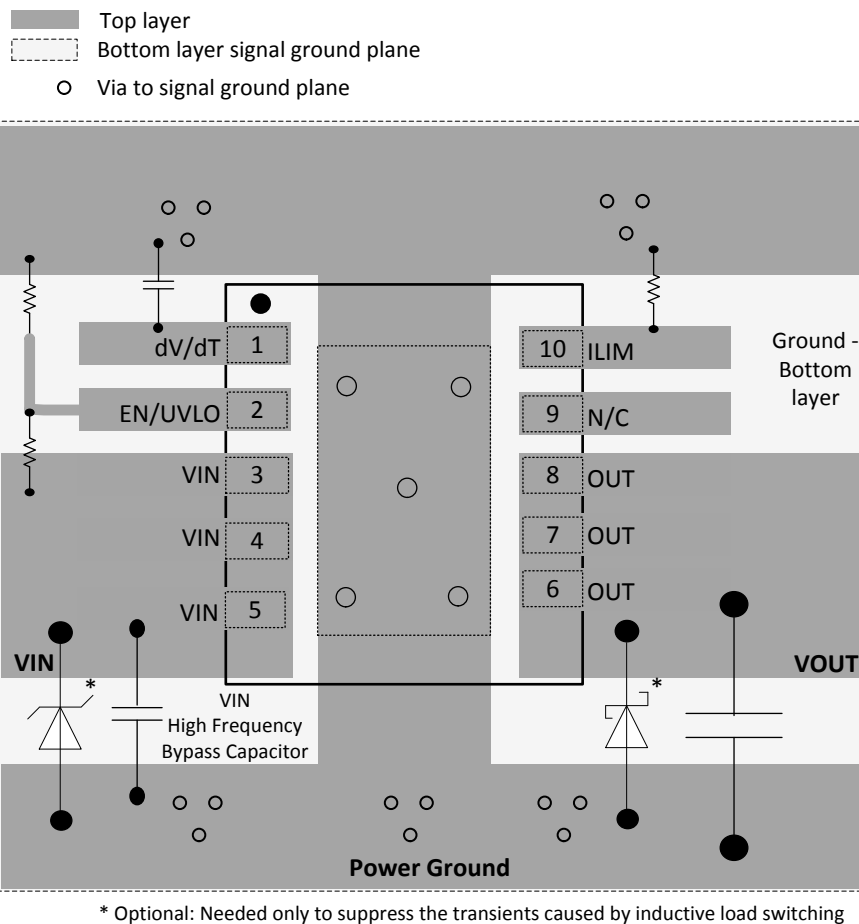 Top layer
Bottom layer signal ground plane
Via to signal ground plane
dV/dT 1
10 ILIM
Ground -
Bottom
layer
EN/UVLO 2
9 N/C
VIN 3
8 OUT
VIN 4
7 OUT
VIN 5
6 OUT
VIN
VOUT
*
*
VIN
High Frequency
Bypass Capacitor
Power Ground
* Optional: Needed only to suppress the transients caused by inductive load switching